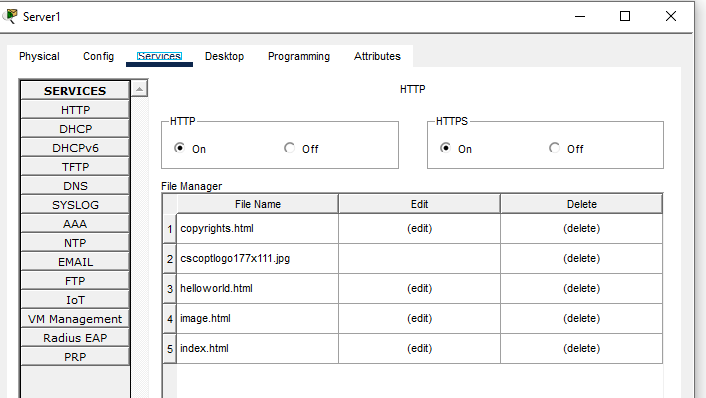 Server1
Physical Config Services Desktop Programming Attributes
SERVICES
HTTP
DHCP
DHCPv6
TFTP
DNS
SYSLOG
AAA
NTP
EMAIL
FTP
IoT
VM Management
Radius EAP
PRP
HTTP
HTTP
On Off
HTTPS
On Off
File Manager
File Name Edit Delete
1 copyrights.html (edit) (delete)
2 cscoptlogo177x111.jpg (delete)
3 helloworld.html (edit) (delete)
4 image.html (edit) (delete)
5 index.html (edit) (delete)